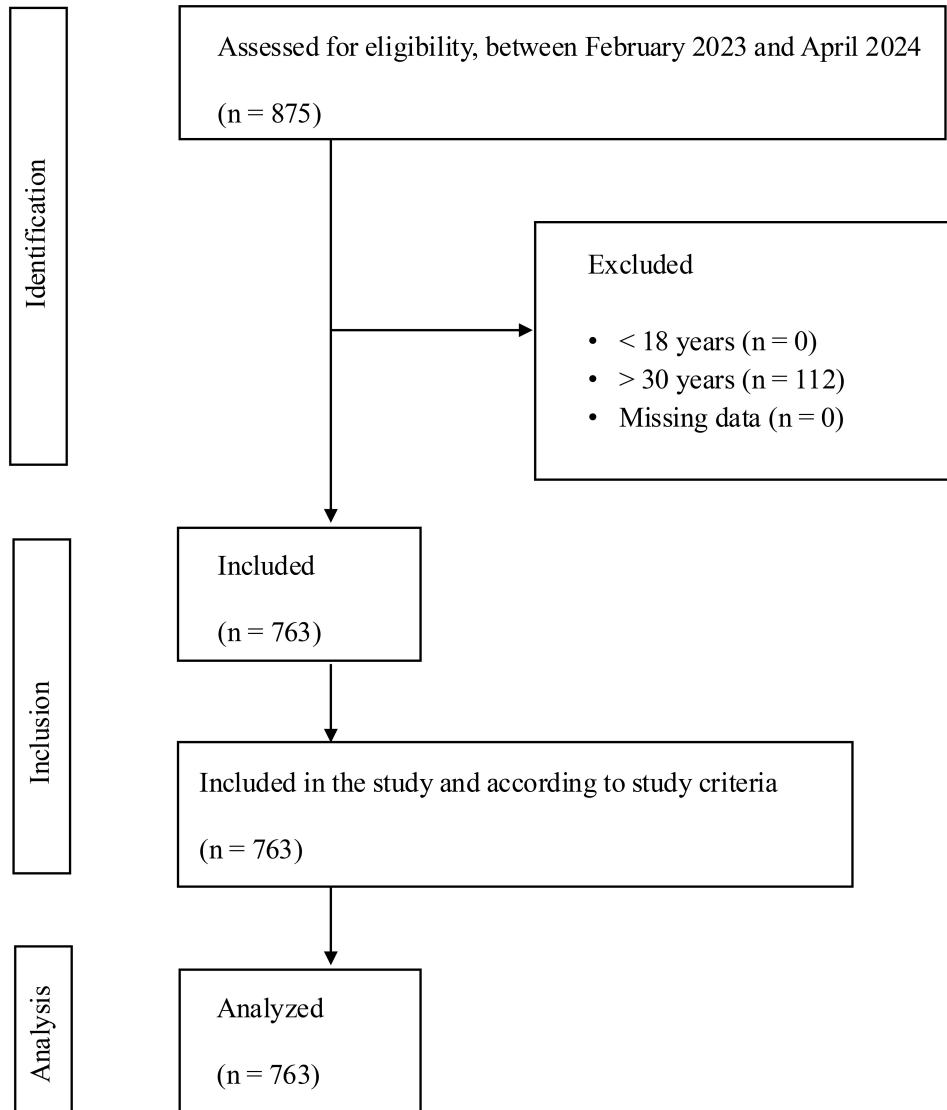 Identification
Assessed for eligibility, between February 2023 and April 2024
(n = 875)
Excluded
• < 18 years (n = 0)
• > 30 years (n = 112)
• Missing data (n = 0)
Inclusion
Included
(n = 763)
Included in the study and according to study criteria
(n = 763)
Analysis
Analyzed
(n = 763)